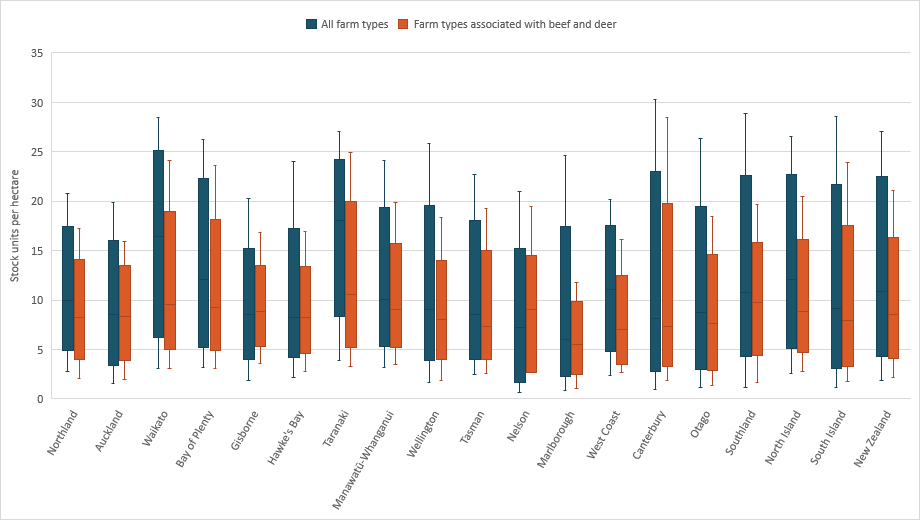 All farm types
Farm types associated with beef and deer
Stock units per hectare
35
30
25
20
15
10
5
0
Northland
Auckland
Waikato
Bay of Plenty
Gisborne
Hawke's Bay
Taranaki
Manawatū-Whanganui
Wellington
Tasman
Nelson
Marlborough
West Coast
Canterbury
Otago
Southland
North Island
South Island
New Zealand